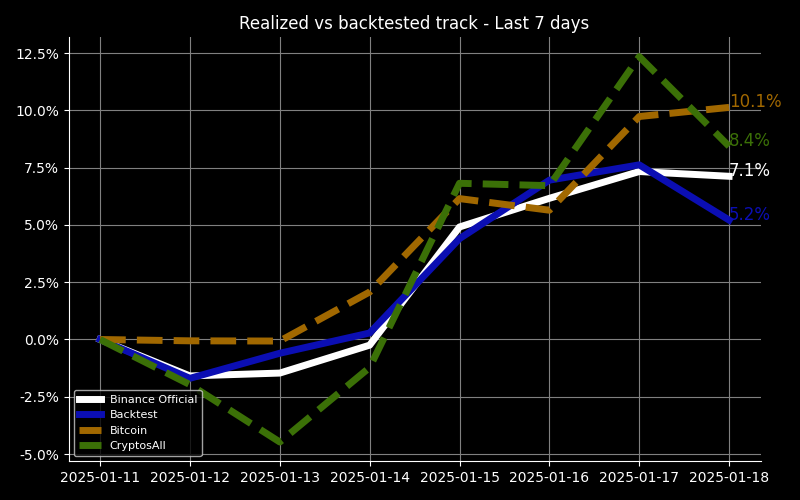 Realized vs backtested track - Last 7 days
12.5%
10.0%
7.5%
5.0%
2.5%
0.0%
-2.5%
-5.0%
10.1%
8.4%
7.1%
5.2%
Binance Official
Backtest
Bitcoin
CryptosAll
2025-01-11 2025-01-12 2025-01-13 2025-01-14 2025-01-15 2025-01-16 2025-01-17 2025-01-18